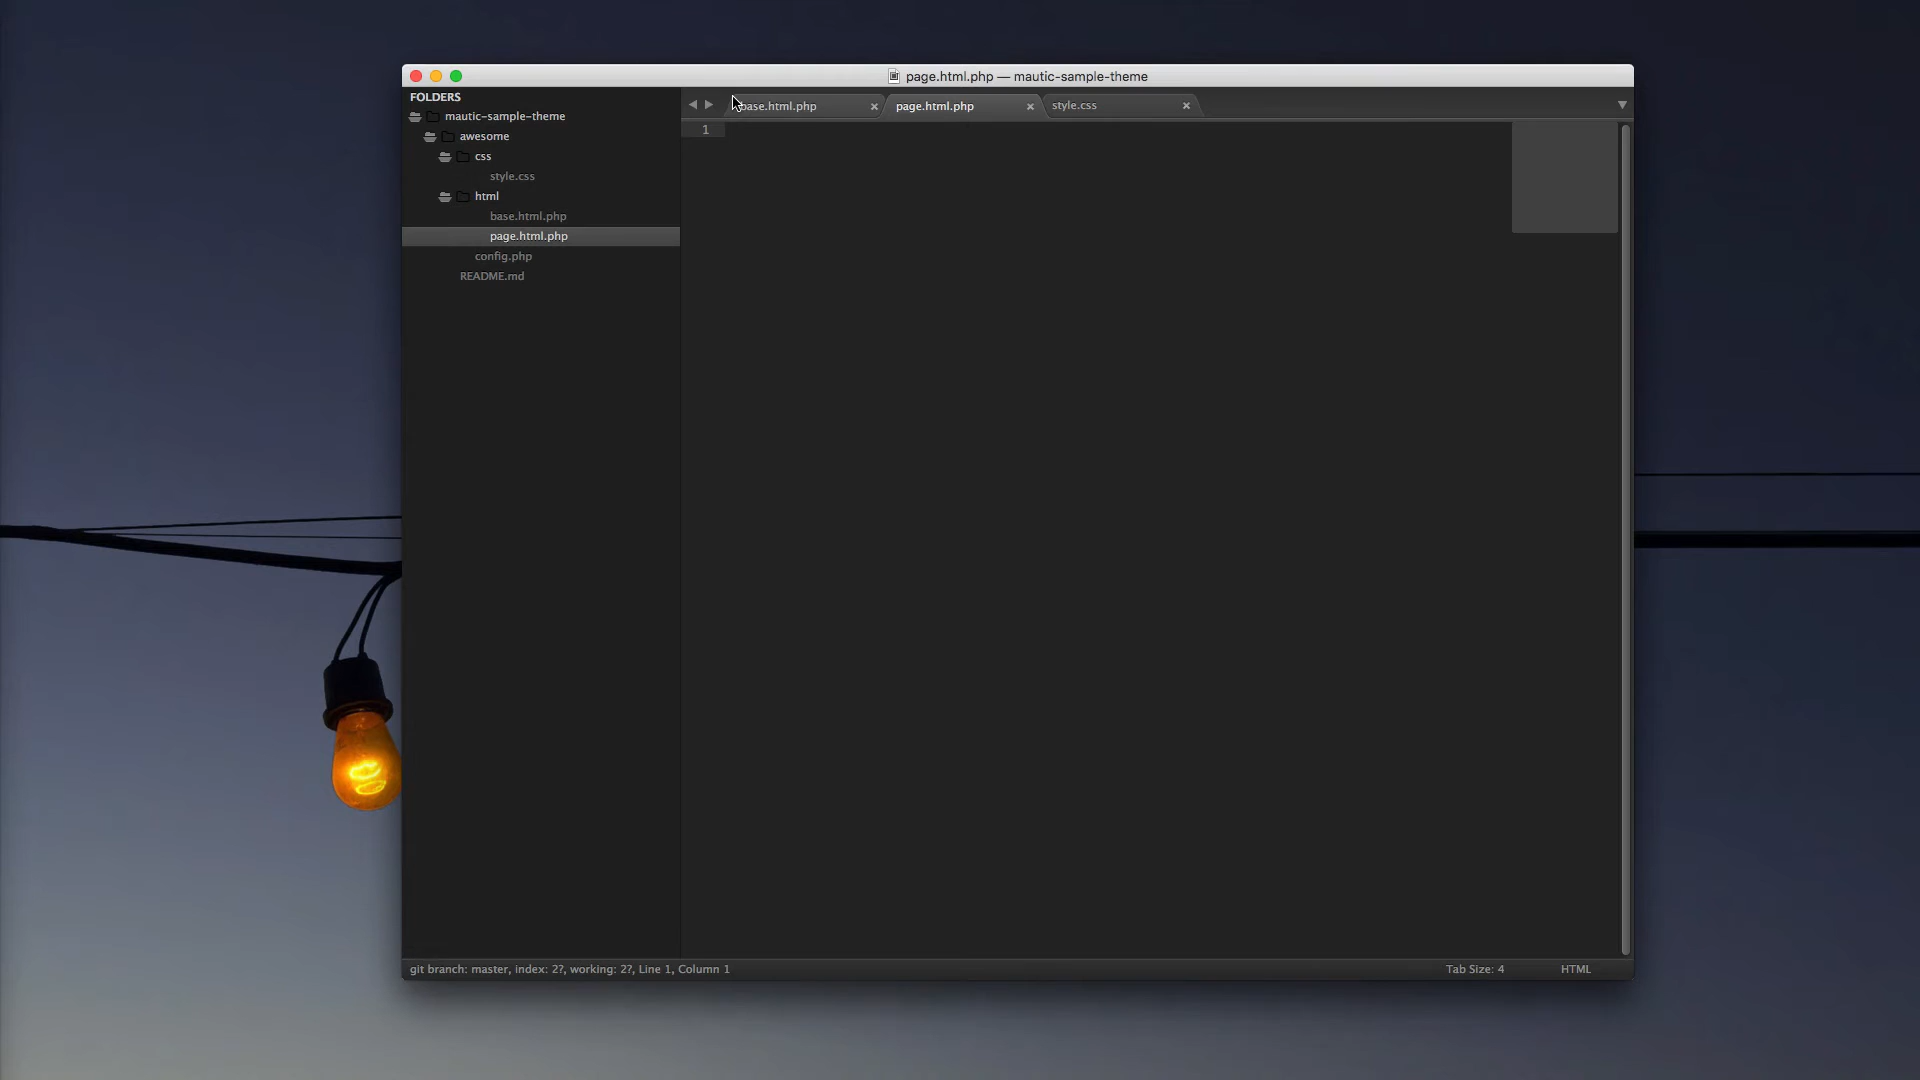 page.html.php — mautic-sample-theme
FOLDERS
mautic-sample-theme
awesome
css
style.css
html
base.html.php
page.html.php
config.php
README.md
base.html.php
page.html.php
style.css
1
git branch: master, index: 2?, working: 2?, Line 1, Column 1
Tab Size: 4
HTML